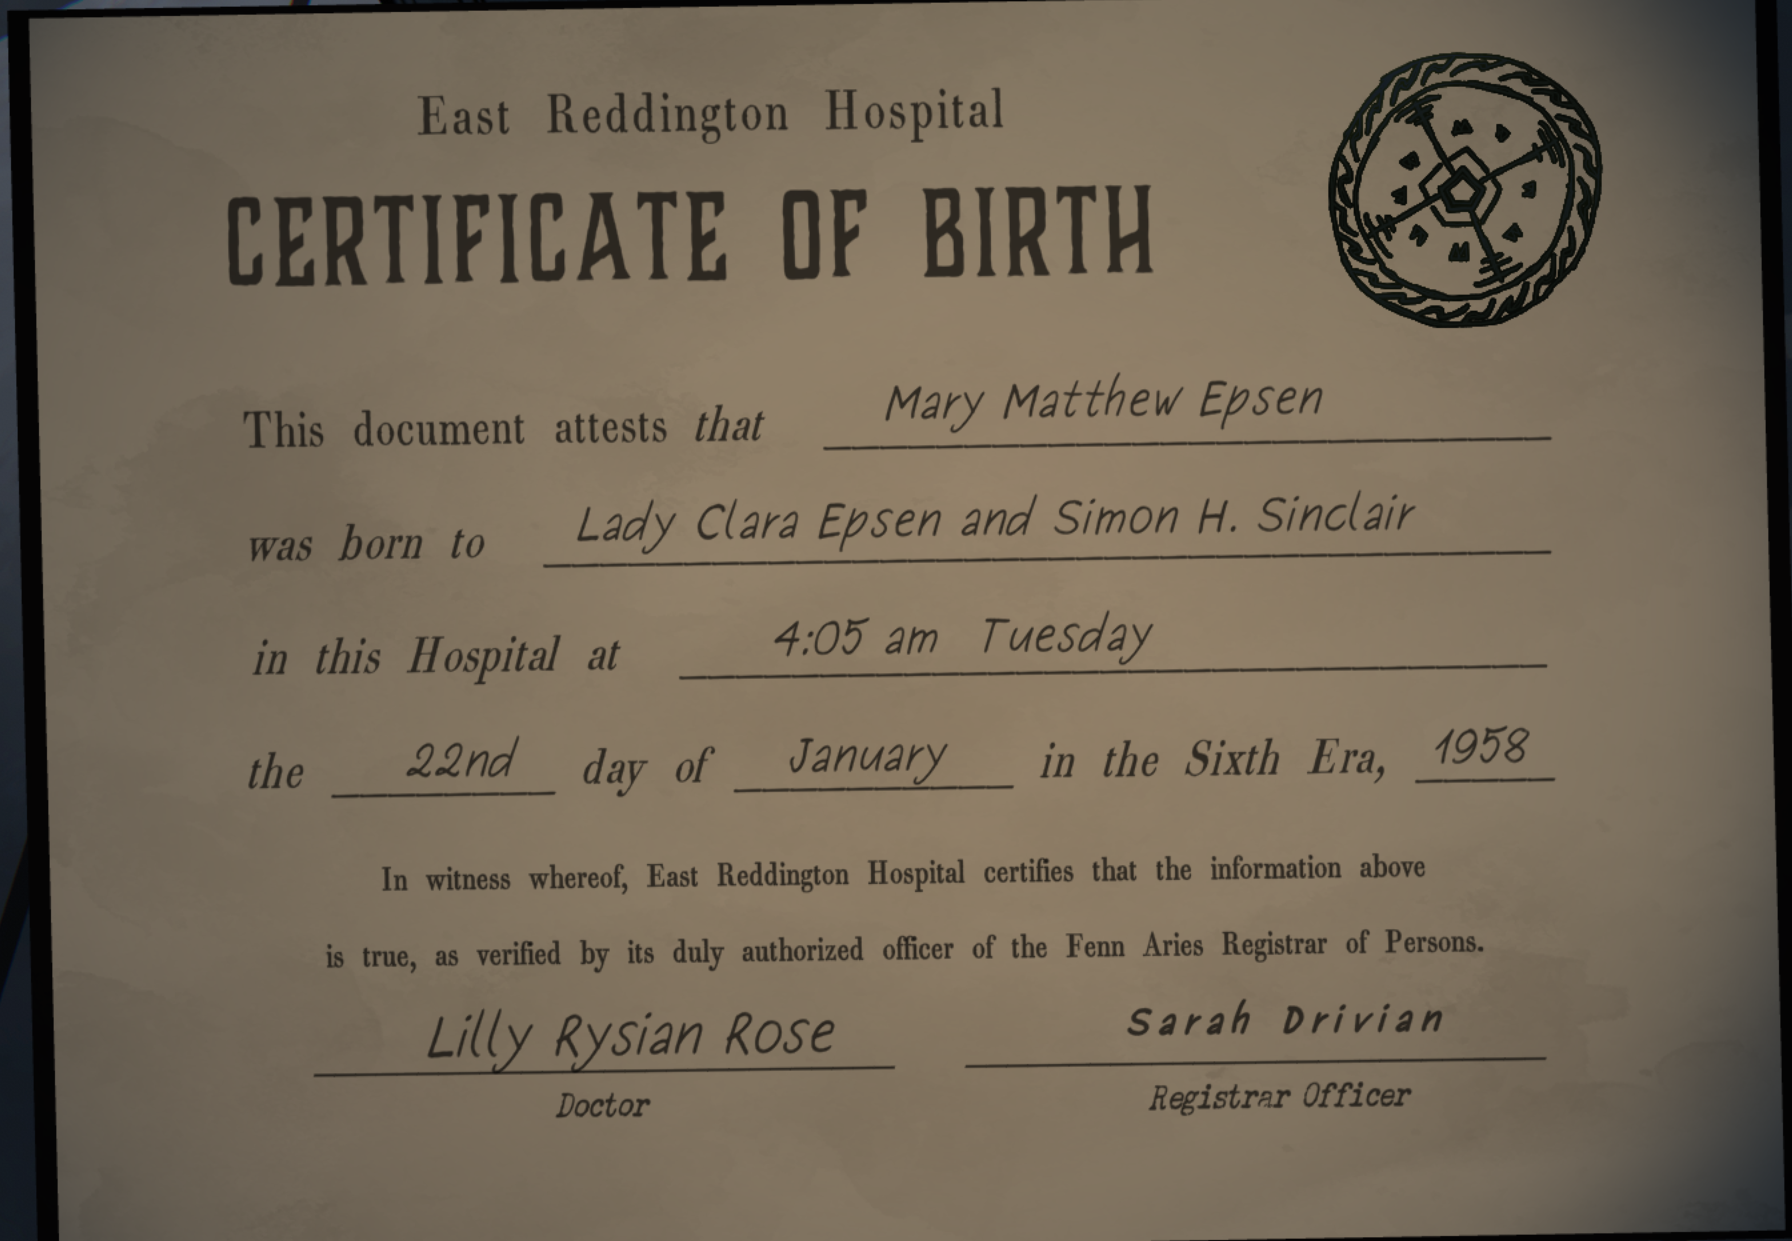 East Reddington Hospital
CERTIFICATE OF BIRTH
This document attests that Mary Matthew Epsen
was born to Lady Clara Epsen and Simon H. Sinclair
in this Hospital at 4:05 am Tuesday
the 22nd day of January in the Sixth Era, 1958
In witness whereof, East Reddington Hospital certifies that the information above
is true, as verified by its duly authorized officer of the Fenn Aries Registrar of Persons.
Lilly Rysian Rose Sarah Drivian
Doctor Registrar Officer